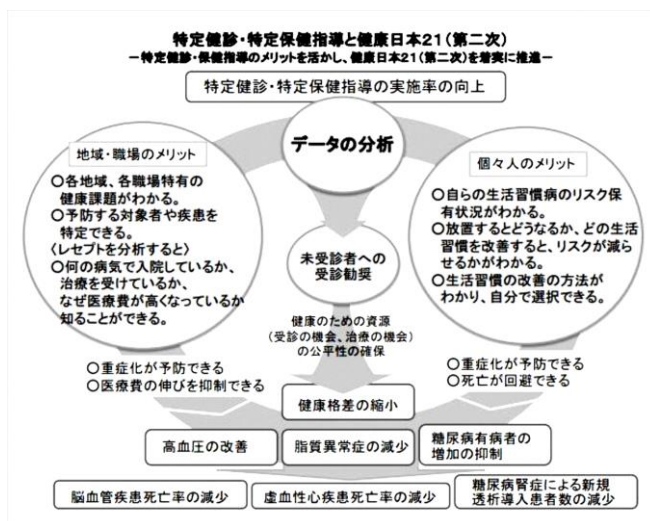 特定健診・特定保健指導と健康日本21(第二次)
－特定健診・保健指導のメリットを活かし、健康日本21(第二次)を着実に推進－
特定健診・特定保健指導の実施率の向上
データの分析
地域・職場のメリット
○各地域、各職場特有の
健康課題がわかる。
○予防する対象者や疾患を
特定できる。
〈レセプトを分析すると〉
○何の病気で入院しているか、
治療を受けているか、
なぜ医療費が高くなっているか
知ることができる。
個々人のメリット
○自らの生活習慣病のリスク保
有状況がわかる。
○放置するとどうなるか、どの生活
習慣を改善すると、リスクが減ら
せるかがわかる。
○生活習慣の改善の方法が
わかり、自分で選択できる。
未受診者への
受診勧奨
健康のための資源
(受診の機会、治療の機会)
の公平性の確保
○重症化が予防できる
○医療費の伸びを抑制できる
○重症化が予防できる
○死亡が回避できる
健康格差の縮小
高血圧の改善
脂質異常症の減少
糖尿病有病者の
増加の抑制
脳血管疾患死亡率の減少
虚血性心疾患死亡率の減少
糖尿病腎症による新規
透析導入患者数の減少